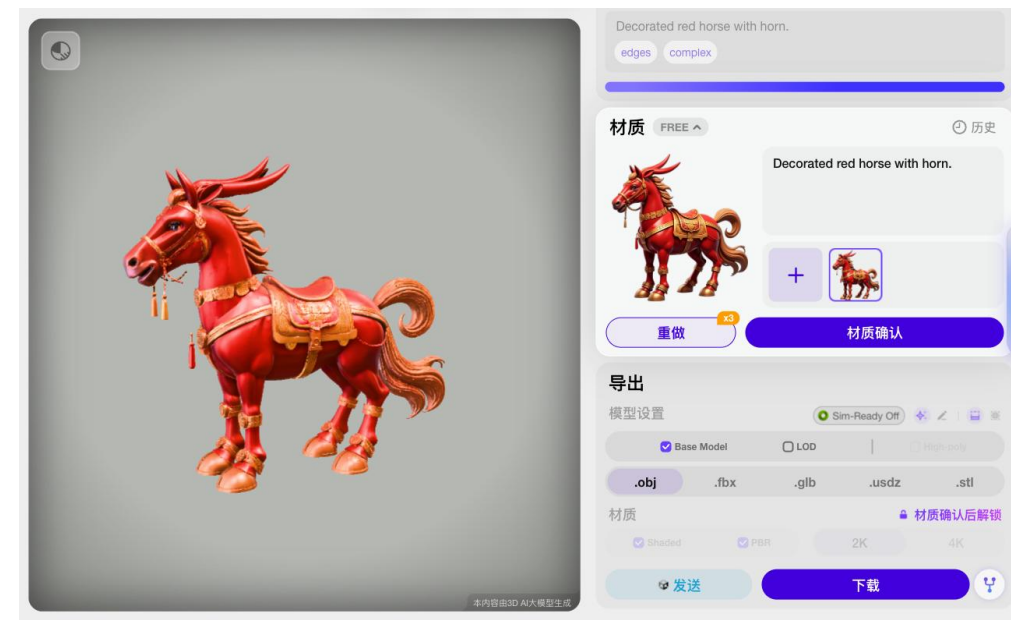 Decorated red horse with horn.
edges complex
材质 FREE 历史
Decorated red horse with horn.
x3
重做 材质确认
导出
模型设置 Sim-Ready Off
Base Model LOD High-poly
.obj .fbx .glb .usdz .stl
材质 材质确认后解锁
Shaded PBR 2K 4K
发送 下载
本内容由3D AI大模型生成